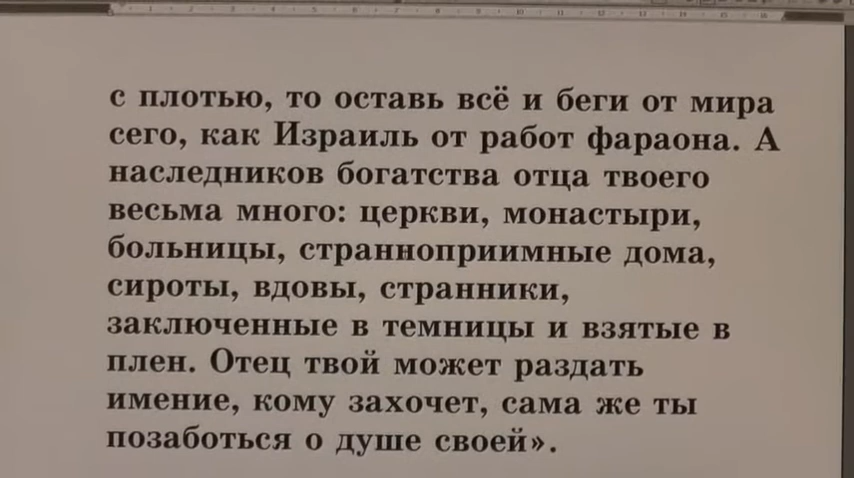 с плотью, то оставь всё и беги от мира
сего, как Израиль от работ фараона. А
наследников богатства отца твоего
весьма много: церкви, монастыри,
больницы, странноприимные дома,
сироты, вдовы, странники,
заключенные в темницы и взятые в
плен. Отец твой может раздать
имение, кому захочет, сама же ты
позаботься о душе своей».